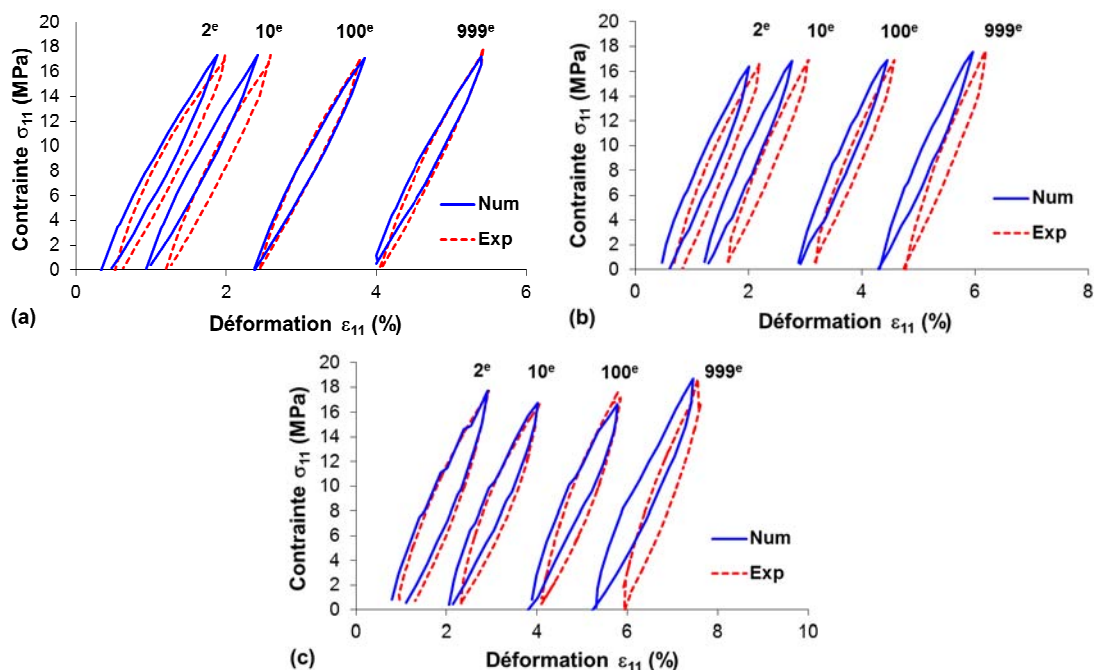 20
18
16
14
12
10
8
6
4
2
0
Contrainte σ11 (MPa)
2e 10e 100e 999e
Num
Exp
0 2 4 6
Déformation ε11 (%)
(a)
20
18
16
14
12
10
8
6
4
2
0
Contrainte σ11 (MPa)
2e 10e 100e 999e
Num
Exp
0 2 4 6 8
Déformation ε11 (%)
(b)
20
18
16
14
12
10
8
6
4
2
0
Contrainte σ11 (MPa)
2e 10e 100e 999e
Num
Exp
0 2 4 6 8 10
Déformation ε11 (%)
(c)